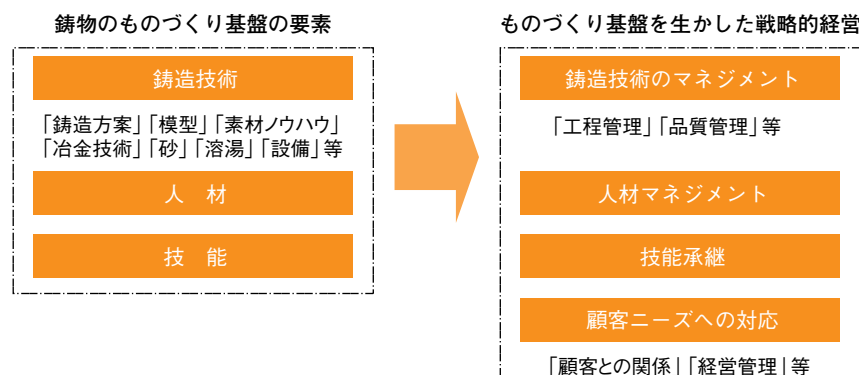 鋳物のものづくり基盤の要素
鋳造技術
「鋳造方案」「模型」「素材ノウハウ」
「冶金技術」「砂」「溶湯」「設備」等
人　材
技　能
ものづくり基盤を生かした戦略的経営
鋳造技術のマネジメント
「工程管理」「品質管理」等
人材マネジメント
技能承継
顧客ニーズへの対応
「顧客との関係」「経営管理」等